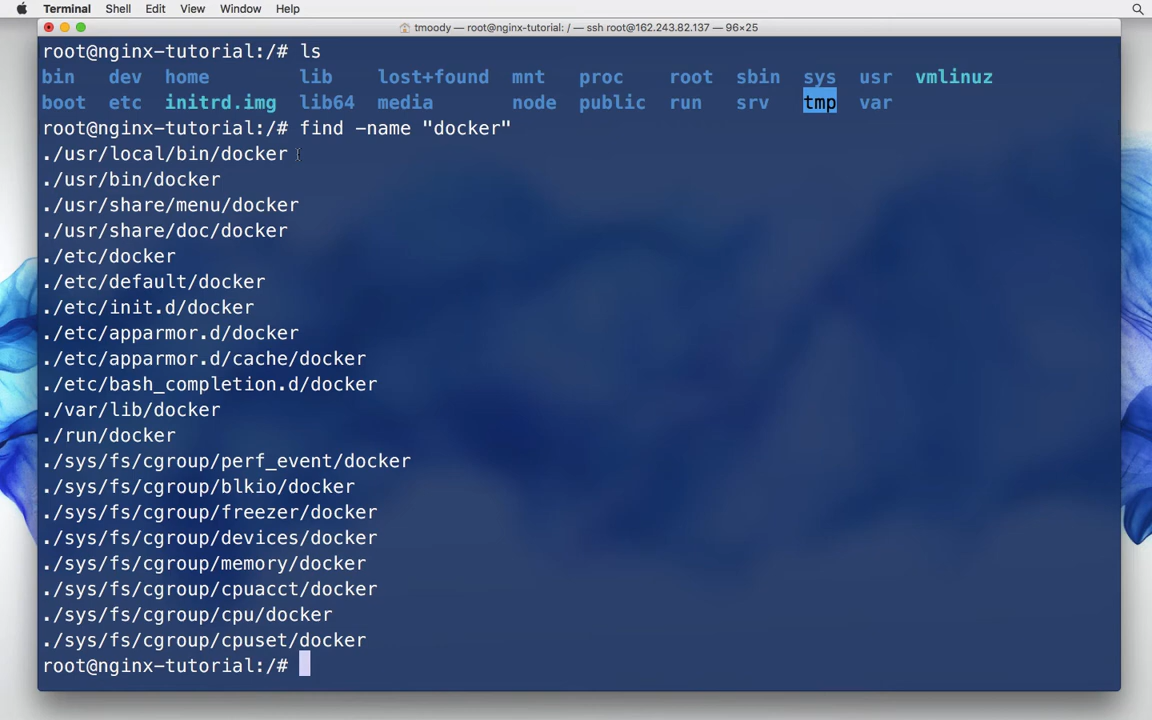 Terminal Shell Edit View Window Help
tmoody — root@nginx-tutorial: / — ssh root@162.243.82.137 — 96×25
root@nginx-tutorial:/# ls
bin dev home lib lost+found mnt proc root sbin sys usr vmlinuz
boot etc initrd.img lib64 media node public run srv tmp var
root@nginx-tutorial:/# find -name "docker"
./usr/local/bin/docker
./usr/bin/docker
./usr/share/menu/docker
./usr/share/doc/docker
./etc/docker
./etc/default/docker
./etc/init.d/docker
./etc/apparmor.d/docker
./etc/apparmor.d/cache/docker
./etc/bash_completion.d/docker
./var/lib/docker
./run/docker
./sys/fs/cgroup/perf_event/docker
./sys/fs/cgroup/blkio/docker
./sys/fs/cgroup/freezer/docker
./sys/fs/cgroup/devices/docker
./sys/fs/cgroup/memory/docker
./sys/fs/cgroup/cpuacct/docker
./sys/fs/cgroup/cpu/docker
./sys/fs/cgroup/cpuset/docker
root@nginx-tutorial:/#